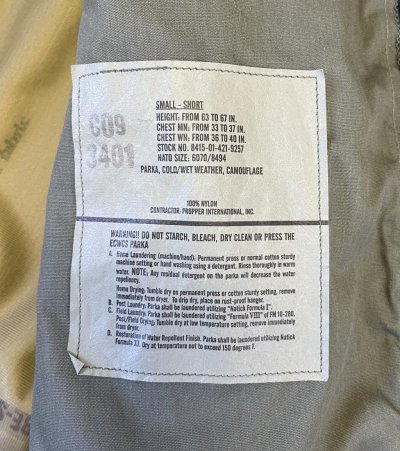 SMALL - SHORT
HEIGHT: FROM 63 TO 67 IN.
CHEST MN: FROM 33 TO 37 IN.
CHEST WN: FROM 36 TO 40 IN.
STOCK NO. 8415-01-421-9257
NATO SIZE: 6070/8494
PARKA, COLD/WET WEATHER, CAMOUFLAGE
609
3401
100% NYLON
CONTRACTOR: PROPPER INTERNATIONAL, INC.
WARNING!! DO NOT STARCH, BLEACH, DRY CLEAN OR PRESS THE
ECWCS PARKA
A. Home Laundering (machine/hand). Permanent press or normal cotton sturdy
machine setting or hand washing using a detergent. Rinse thoroughly in warm
water. NOTE: Any residual detergent on the parka will decrease the water
repellency.
Home Drying: Tumble dry on permanent press or cotton sturdy setting, remove
immediately from dryer. To drip dry, place on rust-proof hanger.
B. Post Laundry. Parka shall be laundered utilizing "Natick Formula I".
C. Field Laundry. Parka shall be laundered utilizing "Formula VIII" of FM 10-280.
Post/Field Drying: Tumble dry at low temperature setting, remove immediately
from dryer.
D. Restoration of Water Repellent Finish. Parka shall be laundered utilizing Natick
Formula XI. Dry at temperature not to exceed 150 degrees F.
fabric